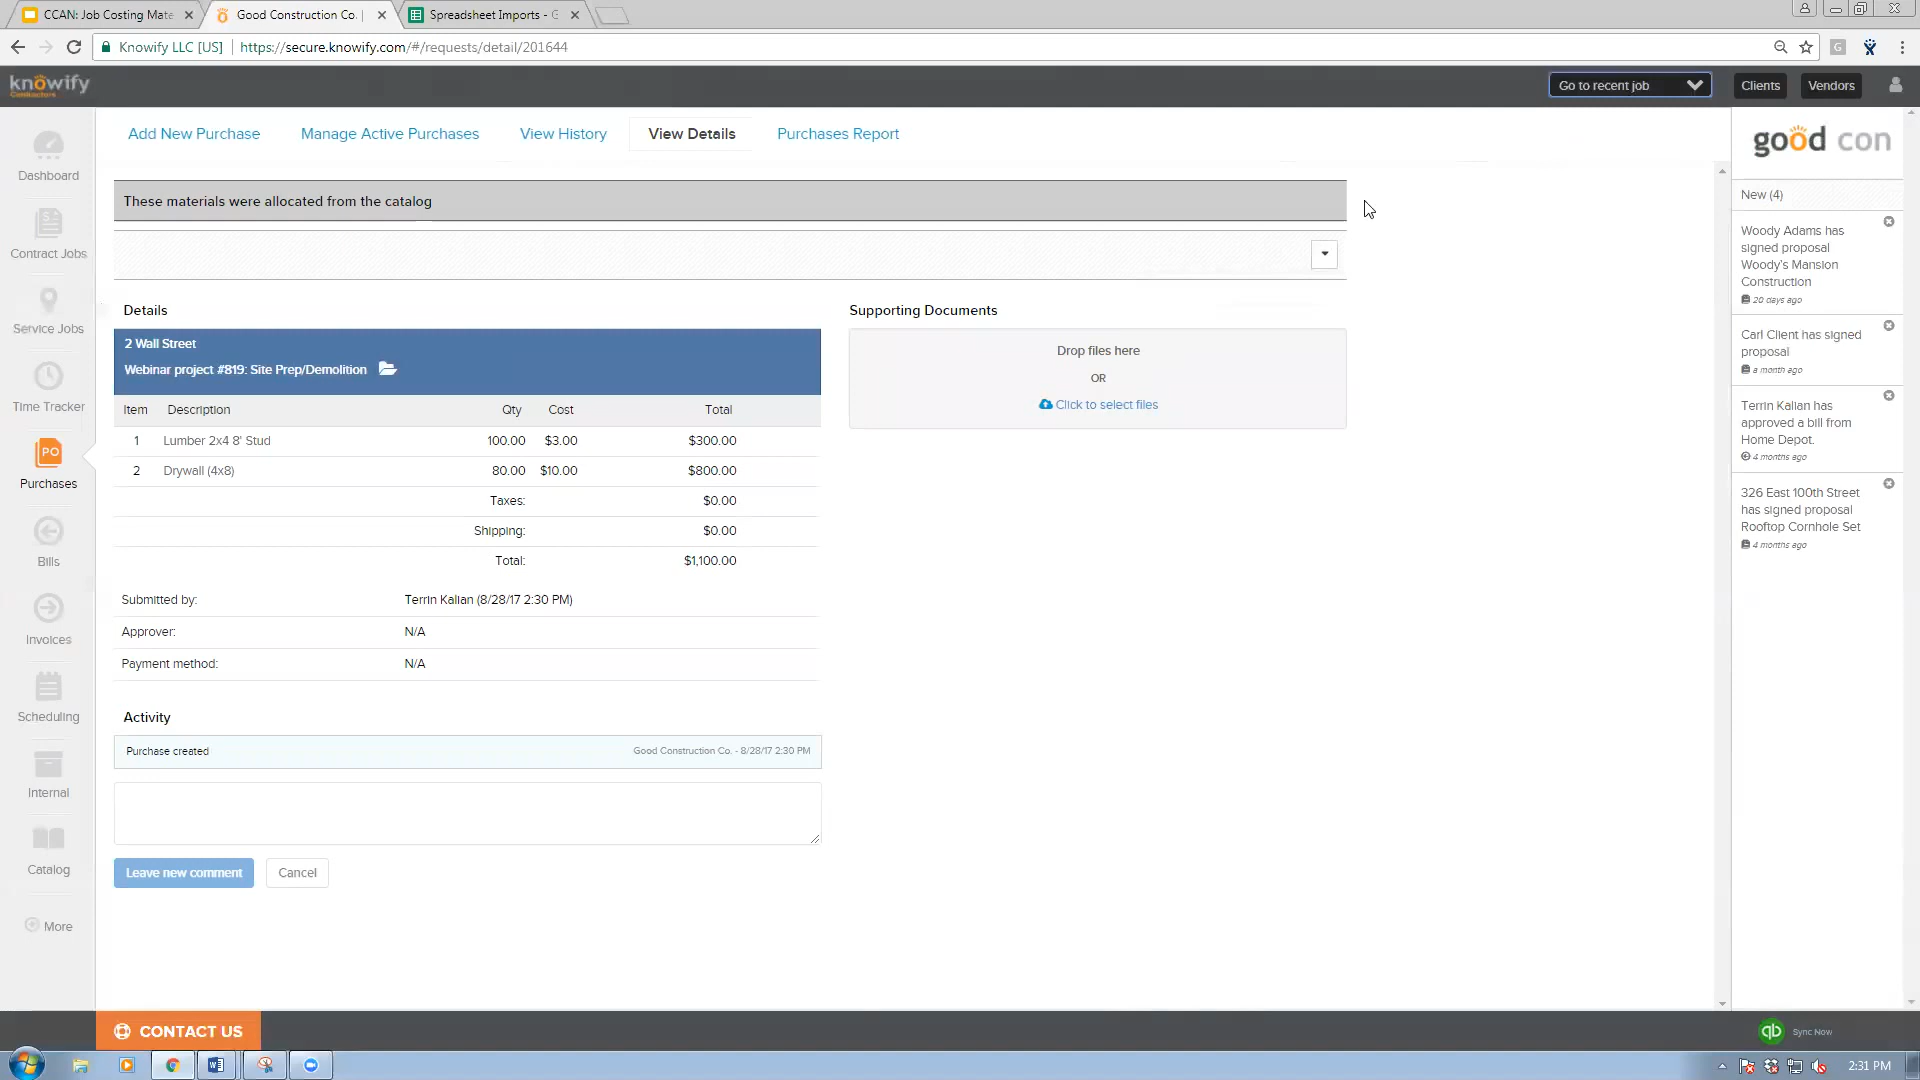 CCAN: Job Costing Mate
Good Construction Co. |
Spreadsheet Imports - G
Knowify LLC [US]
https://secure.knowify.com/#/requests/detail/201644
knowify
Contractors
Go to recent job
Clients
Vendors
Dashboard
Contract Jobs
Service Jobs
Time Tracker
PO
Purchases
Bills
Invoices
Scheduling
Internal
Catalog
More
Add New Purchase
Manage Active Purchases
View History
View Details
Purchases Report
These materials were allocated from the catalog
Details
2 Wall Street
Webinar project #819: Site Prep/Demolition
Item Description Qty Cost Total
1 Lumber 2x4 8' Stud 100.00 $3.00 $300.00
2 Drywall (4x8) 80.00 $10.00 $800.00
Taxes: $0.00
Shipping: $0.00
Total: $1,100.00
Submitted by: Terrin Kalian (8/28/17 2:30 PM)
Approver: N/A
Payment method: N/A
Activity
Purchase created Good Construction Co. - 8/28/17 2:30 PM
Leave new comment
Cancel
Supporting Documents
Drop files here
OR
Click to select files
good con
New (4)
Woody Adams has
signed proposal
Woody's Mansion
Construction
20 days ago
Carl Client has signed
proposal
a month ago
Terrin Kalian has
approved a bill from
Home Depot.
4 months ago
326 East 100th Street
has signed proposal
Rooftop Cornhole Set
4 months ago
CONTACT US
qb
Sync Now
2:31 PM